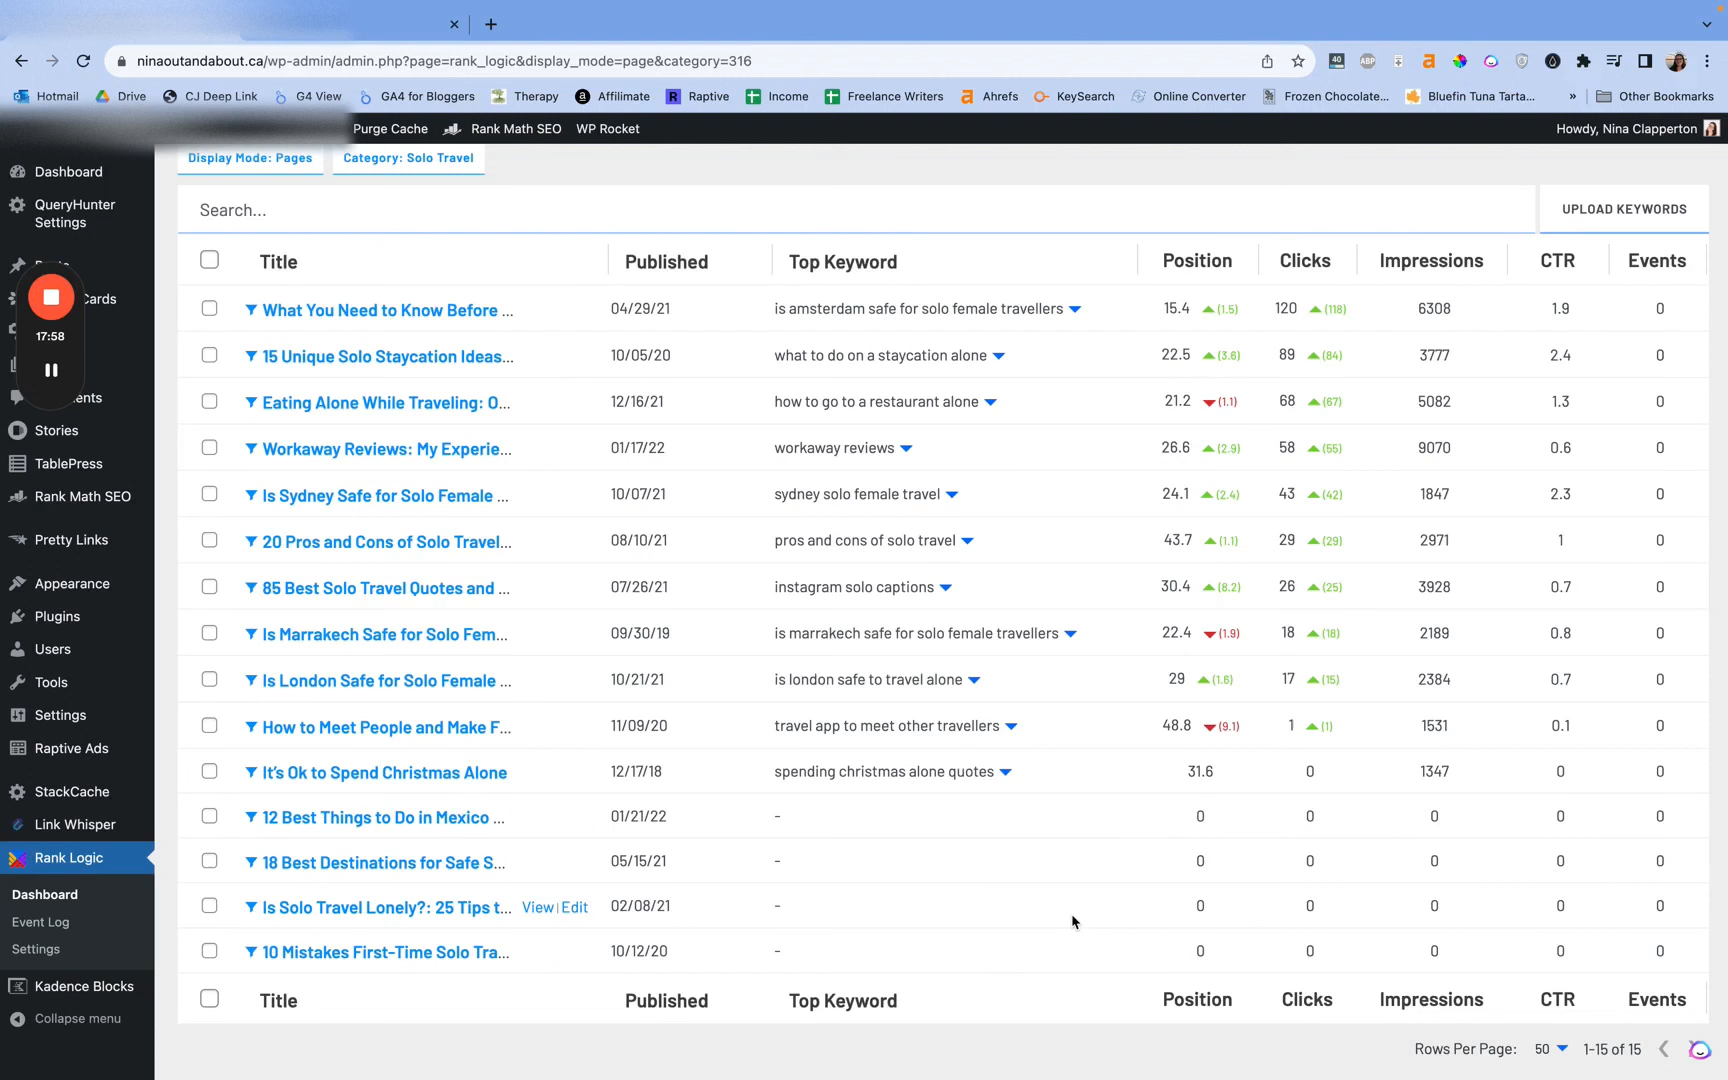 ninaoutandabout.ca/wp-admin/admin.php?page=rank_logic&display_mode=page&category=316
40
ABP
Hotmail Drive CJ Deep Link G4 View GA4 for Bloggers Therapy Affilimate Raptive Income Freelance Writers Ahrefs KeySearch Online Converter Frozen Chocolate... Bluefin Tuna Tarta... » Other Bookmarks
Purge Cache Rank Math SEO WP Rocket Howdy, Nina Clapperton
Dashboard
QueryHunter
Settings
17:58
Cards
ents
Stories
TablePress
Rank Math SEO
Pretty Links
Appearance
Plugins
Users
Tools
Settings
Raptive Ads
StackCache
Link Whisper
Rank Logic
Dashboard
Event Log
Settings
Kadence Blocks
Collapse menu
Display Mode: Pages Category: Solo Travel
Search... UPLOAD KEYWORDS
Title Published Top Keyword Position Clicks Impressions CTR Events
What You Need to Know Before ... 04/29/21 is amsterdam safe for solo female travellers 15.4 (1.5) 120 (118) 6308 1.9 0
15 Unique Solo Staycation Ideas... 10/05/20 what to do on a staycation alone 22.5 (3.6) 89 (84) 3777 2.4 0
Eating Alone While Traveling: O... 12/16/21 how to go to a restaurant alone 21.2 (1.1) 68 (67) 5082 1.3 0
Workaway Reviews: My Experie... 01/17/22 workaway reviews 26.6 (2.9) 58 (55) 9070 0.6 0
Is Sydney Safe for Solo Female ... 10/07/21 sydney solo female travel 24.1 (2.4) 43 (42) 1847 2.3 0
20 Pros and Cons of Solo Travel... 08/10/21 pros and cons of solo travel 43.7 (1.1) 29 (29) 2971 1 0
85 Best Solo Travel Quotes and ... 07/26/21 instagram solo captions 30.4 (8.2) 26 (25) 3928 0.7 0
Is Marrakech Safe for Solo Fem... 09/30/19 is marrakech safe for solo female travellers 22.4 (1.9) 18 (18) 2189 0.8 0
Is London Safe for Solo Female ... 10/21/21 is london safe to travel alone 29 (1.6) 17 (15) 2384 0.7 0
How to Meet People and Make F... 11/09/20 travel app to meet other travellers 48.8 (9.1) 1 (1) 1531 0.1 0
It's Ok to Spend Christmas Alone 12/17/18 spending christmas alone quotes 31.6 0 1347 0 0
12 Best Things to Do in Mexico ... 01/21/22 - 0 0 0 0 0
18 Best Destinations for Safe S... 05/15/21 - 0 0 0 0 0
Is Solo Travel Lonely?: 25 Tips t... View | Edit 02/08/21 - 0 0 0 0 0
10 Mistakes First-Time Solo Tra... 10/12/20 - 0 0 0 0 0
Title Published Top Keyword Position Clicks Impressions CTR Events
Rows Per Page: 50 1-15 of 15